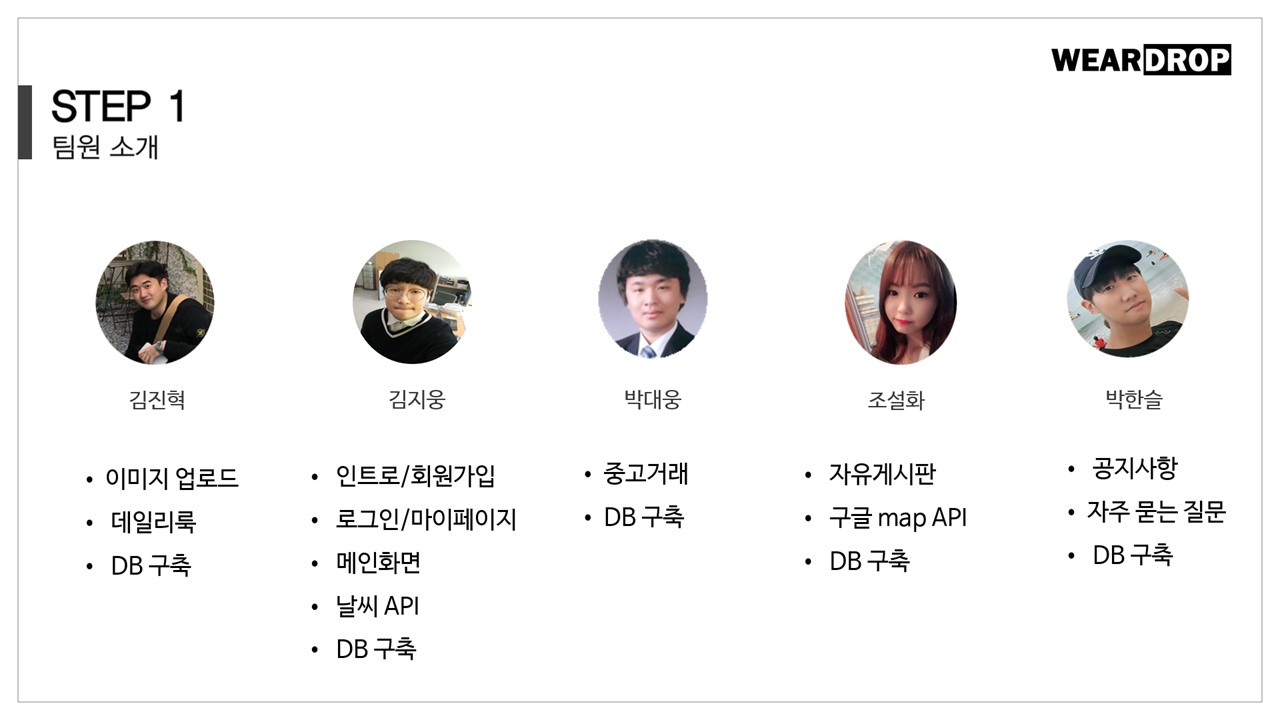 WEARDROP
STEP 1
팀원 소개
김진혁
• 이미지 업로드
• 데일리룩
• DB 구축
김지웅
• 인트로/회원가입
• 로그인/마이페이지
• 메인화면
• 날씨 API
• DB 구축
박대웅
• 중고거래
• DB 구축
조설화
• 자유게시판
• 구글 map API
• DB 구축
박한슬
• 공지사항
• 자주 묻는 질문
• DB 구축